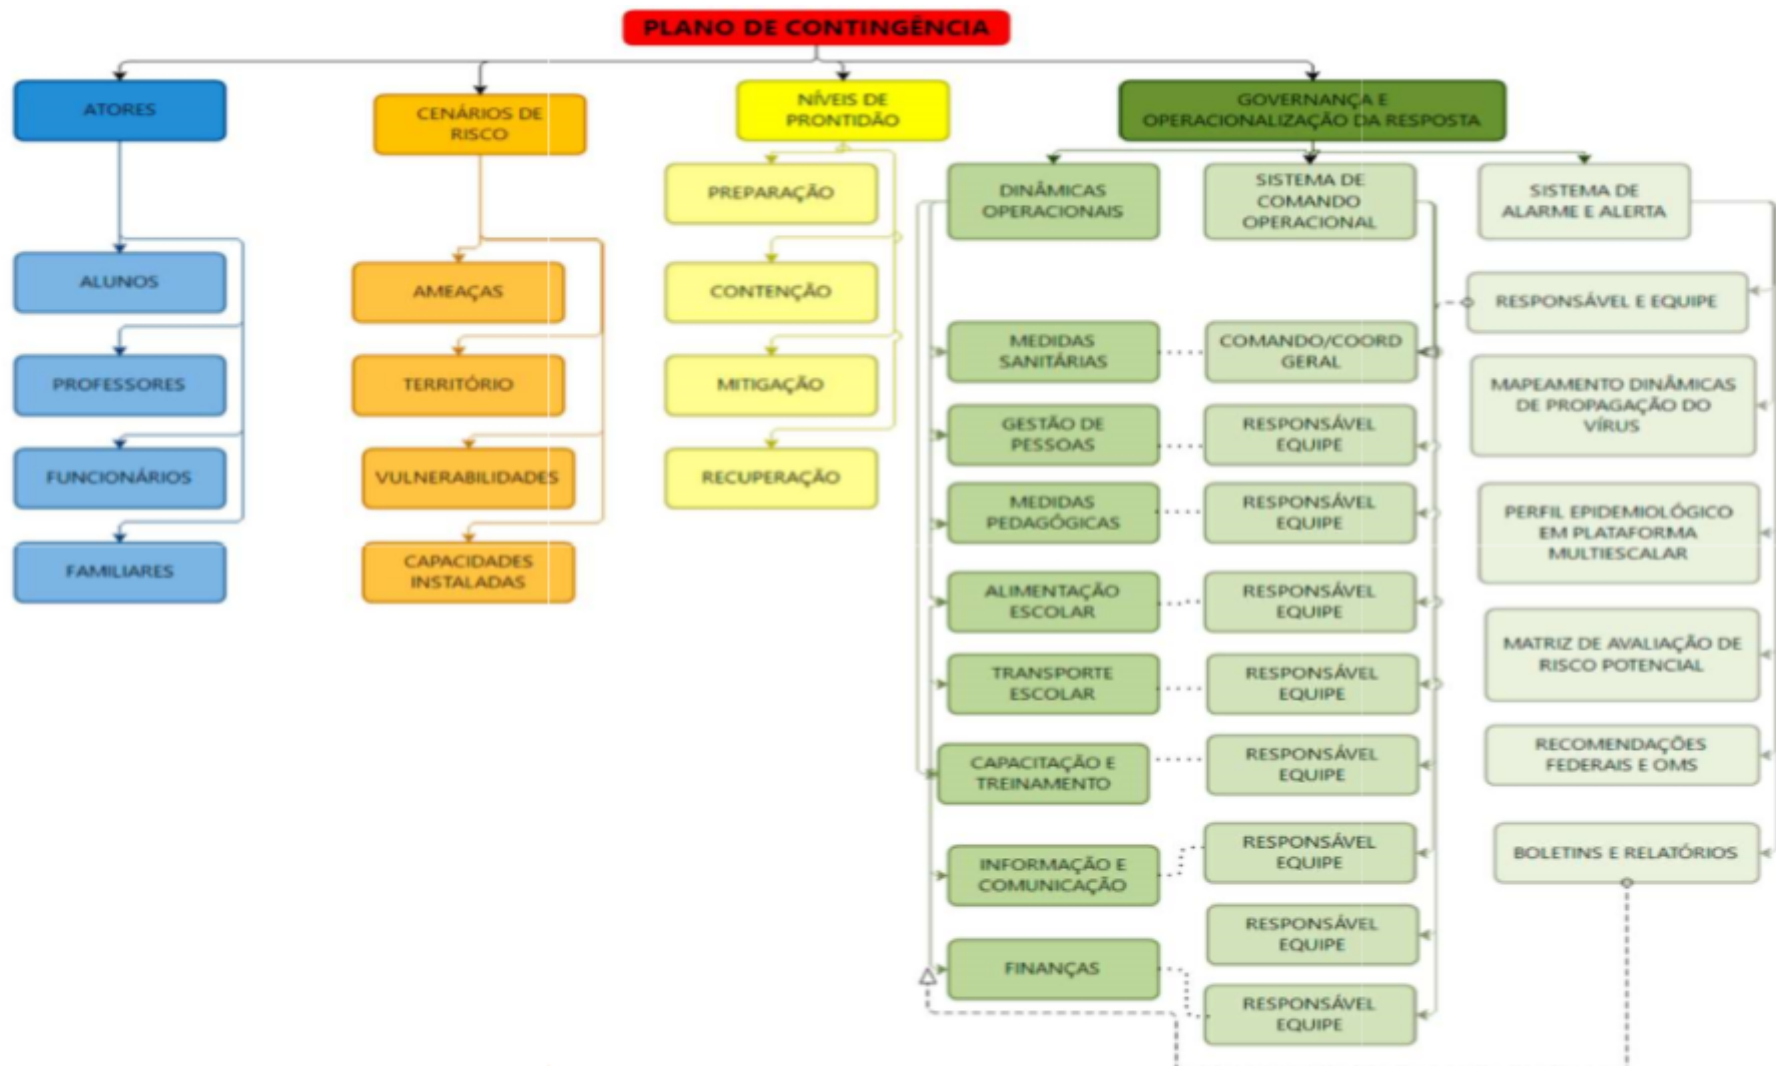 PLANO DE CONTINGÊNCIA
ATORES
ALUNOS
PROFESSORES
FUNCIONÁRIOS
FAMILIARES
CENÁRIOS DE
RISCO
AMEAÇAS
TERRITÓRIO
VULNERABILIDADES
CAPACIDADES
INSTALADAS
NÍVEIS DE
PRONTIDÃO
PREPARAÇÃO
CONTENÇÃO
MITIGAÇÃO
RECUPERAÇÃO
GOVERNANÇA E
OPERACIONALIZAÇÃO DA RESPOSTA
DINÂMICAS
OPERACIONAIS
MEDIDAS
SANITÁRIAS
GESTÃO DE
PESSOAS
MEDIDAS
PEDAGÓGICAS
ALIMENTAÇÃO
ESCOLAR
TRANSPORTE
ESCOLAR
CAPACITAÇÃO E
TREINAMENTO
INFORMAÇÃO E
COMUNICAÇÃO
FINANÇAS
SISTEMA DE
COMANDO
OPERACIONAL
COMANDO/COORD
GERAL
RESPONSÁVEL
EQUIPE
RESPONSÁVEL
EQUIPE
RESPONSÁVEL
EQUIPE
RESPONSÁVEL
EQUIPE
RESPONSÁVEL
EQUIPE
RESPONSÁVEL
EQUIPE
RESPONSÁVEL
EQUIPE
RESPONSÁVEL
EQUIPE
SISTEMA DE
ALARME E ALERTA
RESPONSÁVEL E EQUIPE
MAPEAMENTO DINÂMICAS
DE PROPAGAÇÃO DO
VÍRUS
PERFIL EPIDEMIOLÓGICO
EM PLATAFORMA
MULTIESCALAR
MATRIZ DE AVALIAÇÃO DE
RISCO POTENCIAL
RECOMENDAÇÕES
FEDERAIS E OMS
BOLETINS E RELATÓRIOS